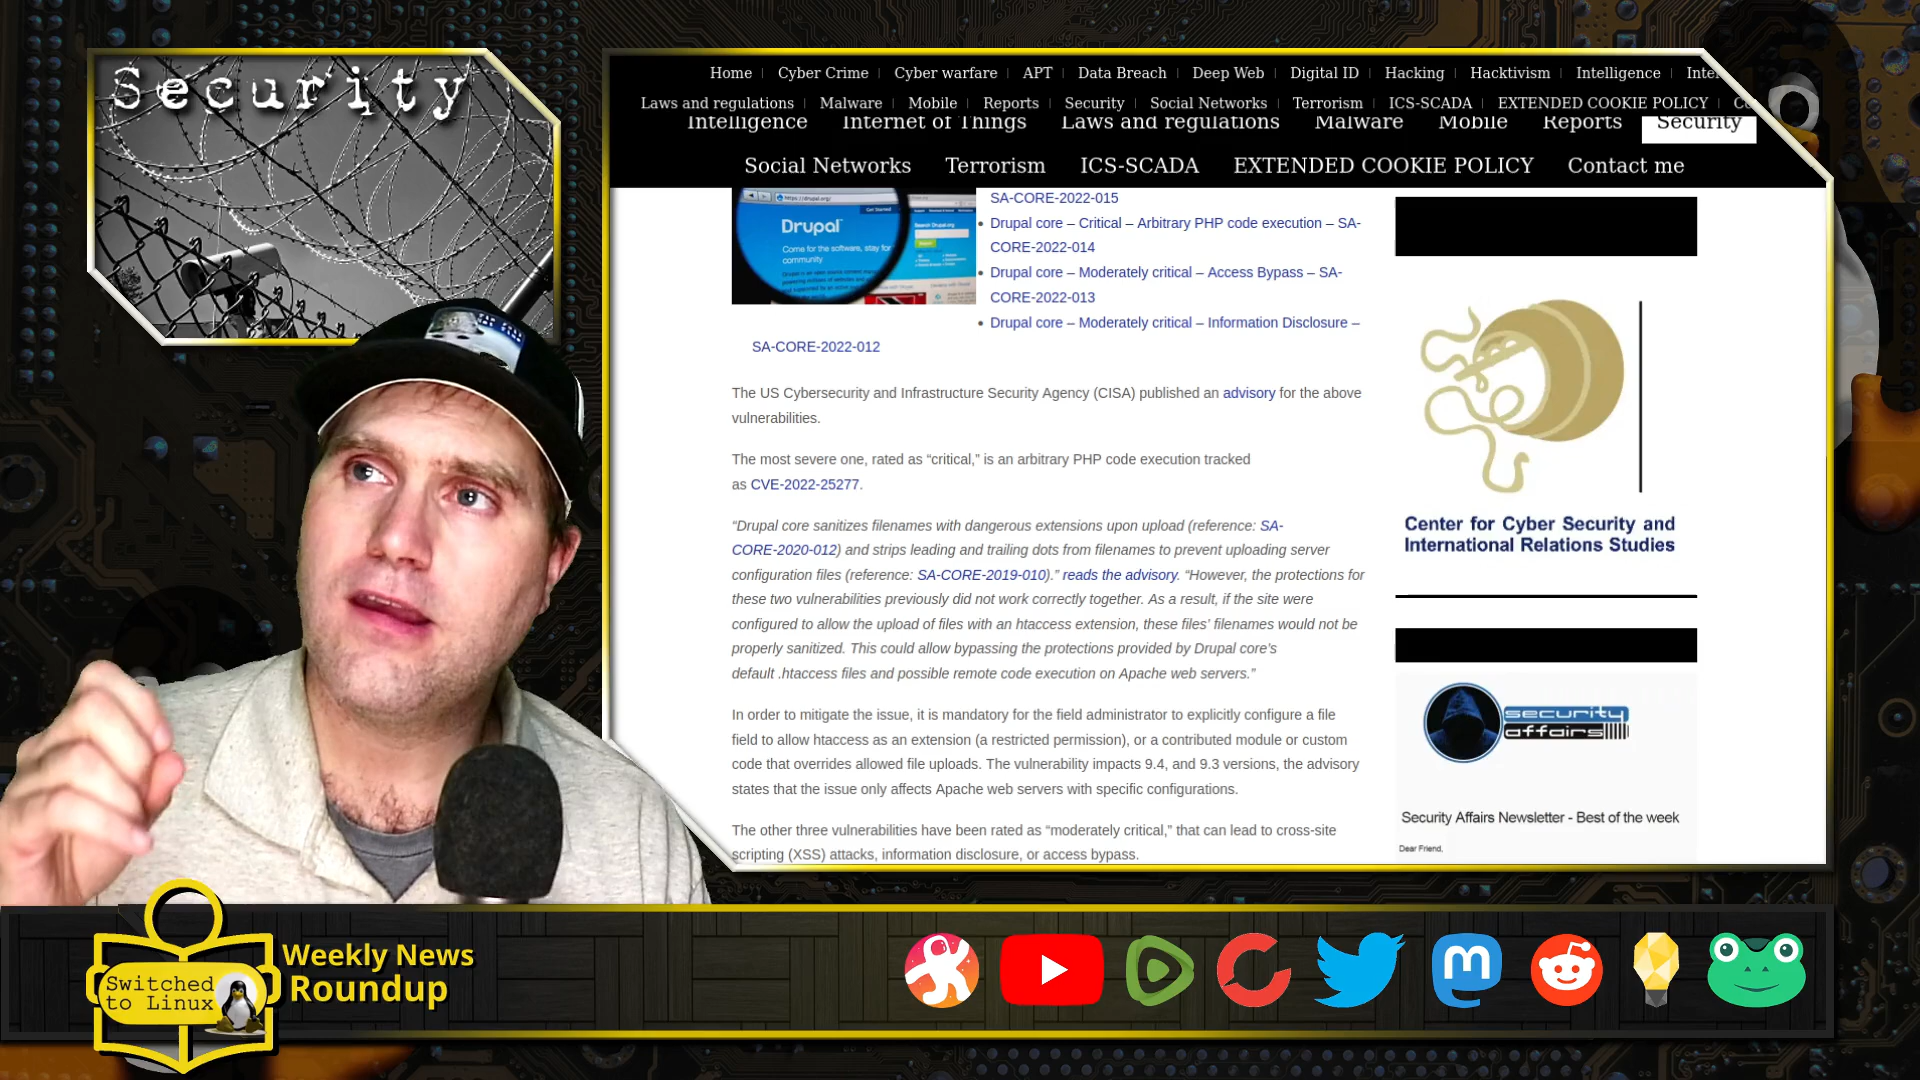 Security
Home
Cyber Crime
Cyber warfare
APT
Data Breach
Deep Web
Digital ID
Hacking
Hacktivism
Intelligence
Laws and regulations
Malware
Mobile
Reports
Security
Social Networks
Terrorism
ICS-SCADA
EXTENDED COOKIE POLICY
Intelligence
Internet of Things
Laws and regulations
Malware
Mobile
Reports
Security
Social Networks
Terrorism
ICS-SCADA
EXTENDED COOKIE POLICY
Contact me
Drupal
Come for the software, stay for
community
SA-CORE-2022-015
Drupal core – Critical – Arbitrary PHP code execution – SA-
CORE-2022-014
Drupal core – Moderately critical – Access Bypass – SA-
CORE-2022-013
Drupal core – Moderately critical – Information Disclosure –
SA-CORE-2022-012
The US Cybersecurity and Infrastructure Security Agency (CISA) published an advisory for the above
vulnerabilities.
The most severe one, rated as “critical,” is an arbitrary PHP code execution tracked
as CVE-2022-25277.
“Drupal core sanitizes filenames with dangerous extensions upon upload (reference: SA-
CORE-2020-012) and strips leading and trailing dots from filenames to prevent uploading server
configuration files (reference: SA-CORE-2019-010).” reads the advisory. “However, the protections for
these two vulnerabilities previously did not work correctly together. As a result, if the site were
configured to allow the upload of files with an htaccess extension, these files’ filenames would not be
properly sanitized. This could allow bypassing the protections provided by Drupal core’s
default .htaccess files and possible remote code execution on Apache web servers.”
In order to mitigate the issue, it is mandatory for the field administrator to explicitly configure a file
field to allow htaccess as an extension (a restricted permission), or a contributed module or custom
code that overrides allowed file uploads. The vulnerability impacts 9.4, and 9.3 versions, the advisory
states that the issue only affects Apache web servers with specific configurations.
The other three vulnerabilities have been rated as “moderately critical,” that can lead to cross-site
scripting (XSS) attacks, information disclosure, or access bypass.
Center for Cyber Security and
International Relations Studies
security
affairs
Security Affairs Newsletter - Best of the week
Dear Friend,
Switched
to Linux
Weekly News
Roundup